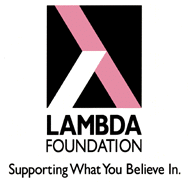 LAMBDA
FOUNDATION
Supporting What You Believe In.